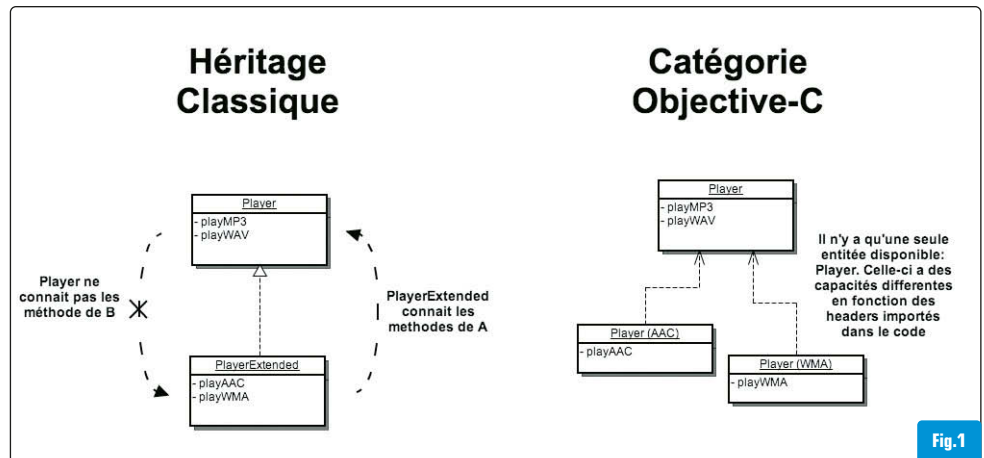 Héritage
Classique
Player
- playMP3
- playWAV
Player ne
connait pas les
méthode de B
PlayerExtended
connait les
methodes de A
PlayerExtended
- playAAC
- playWMA
Catégorie
Objective-C
Player
- playMP3
- playWAV
Il n'y a qu'une seule
entitée disponible:
Player. Celle-ci a des
capacités differentes
en fonction des
headers importés
dans le code
Player (AAC)
- playAAC
Player (WMA)
- playWMA
Fig.1